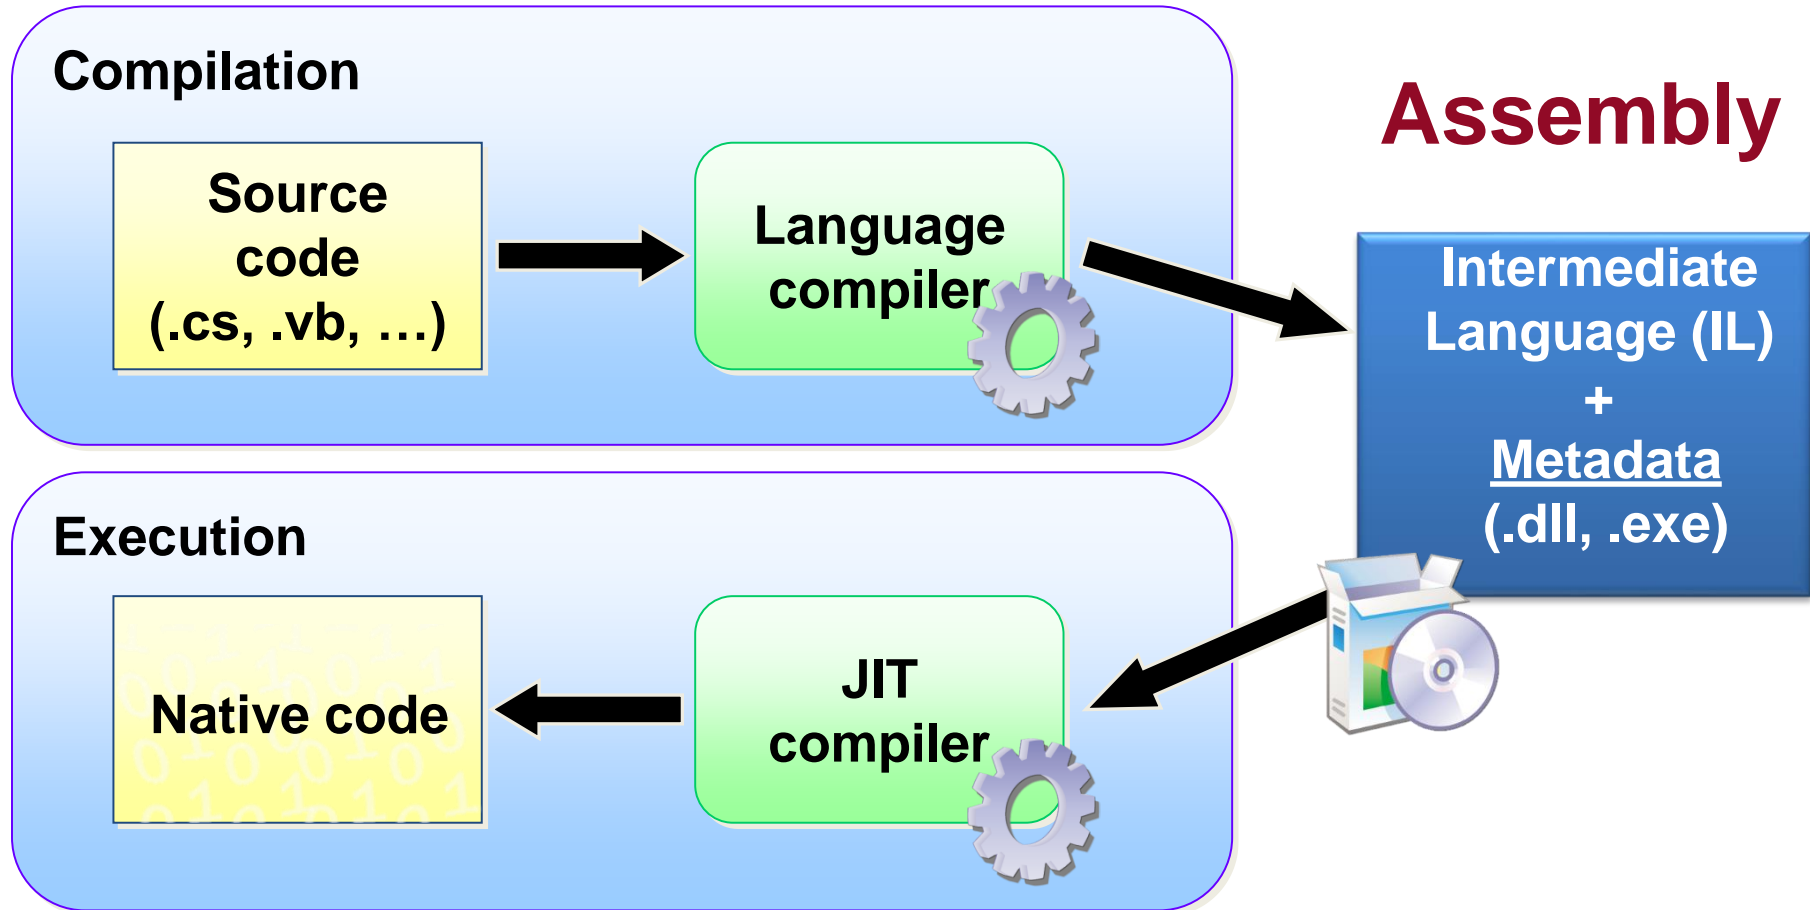 Compilation
Assembly
Source
code
(.cs, .vb, …)
Language
compiler
Intermediate
Language (IL)
+
Metadata
(.dll, .exe)
Execution
Native code
JIT
compiler